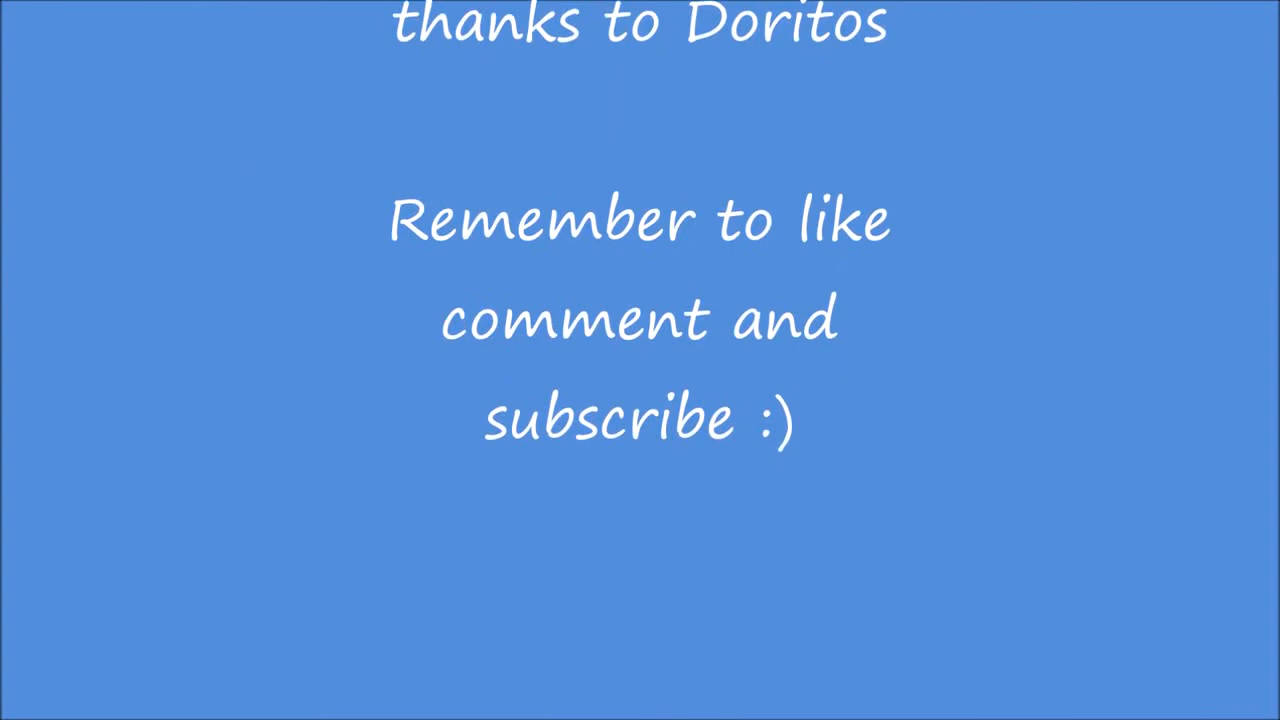 thanks to Doritos
Remember to like
comment and
subscribe :)